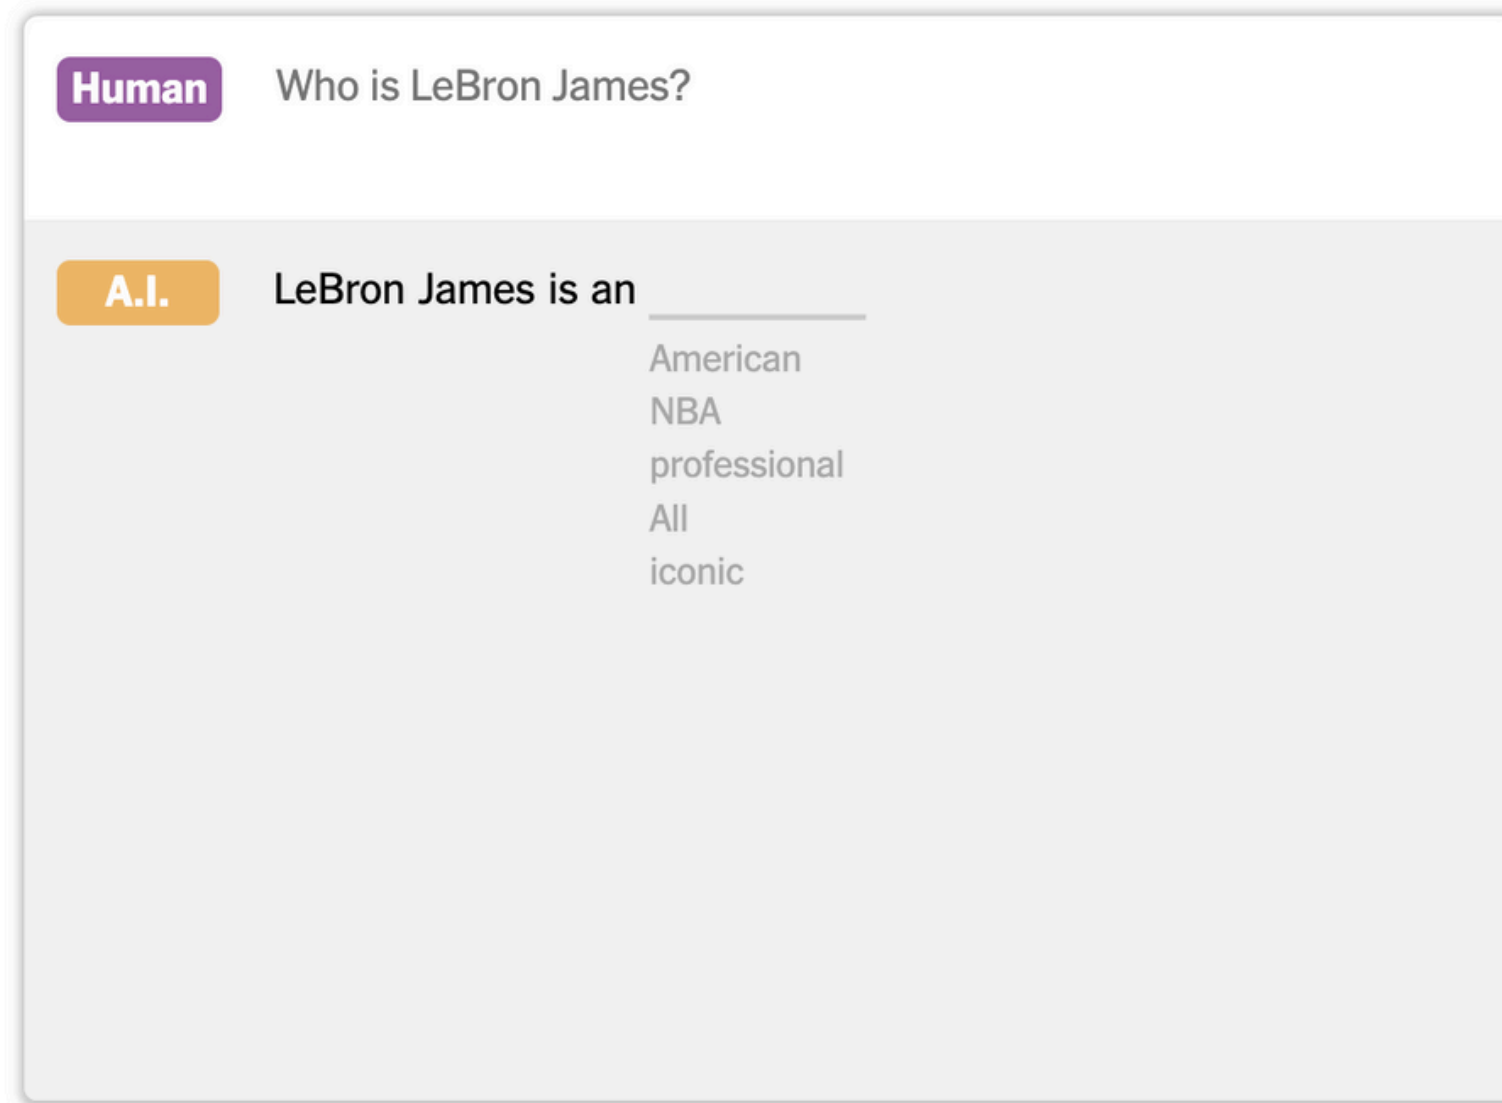 Human Who is LeBron James?
A.I. LeBron James is an
American
NBA
professional
All
iconic